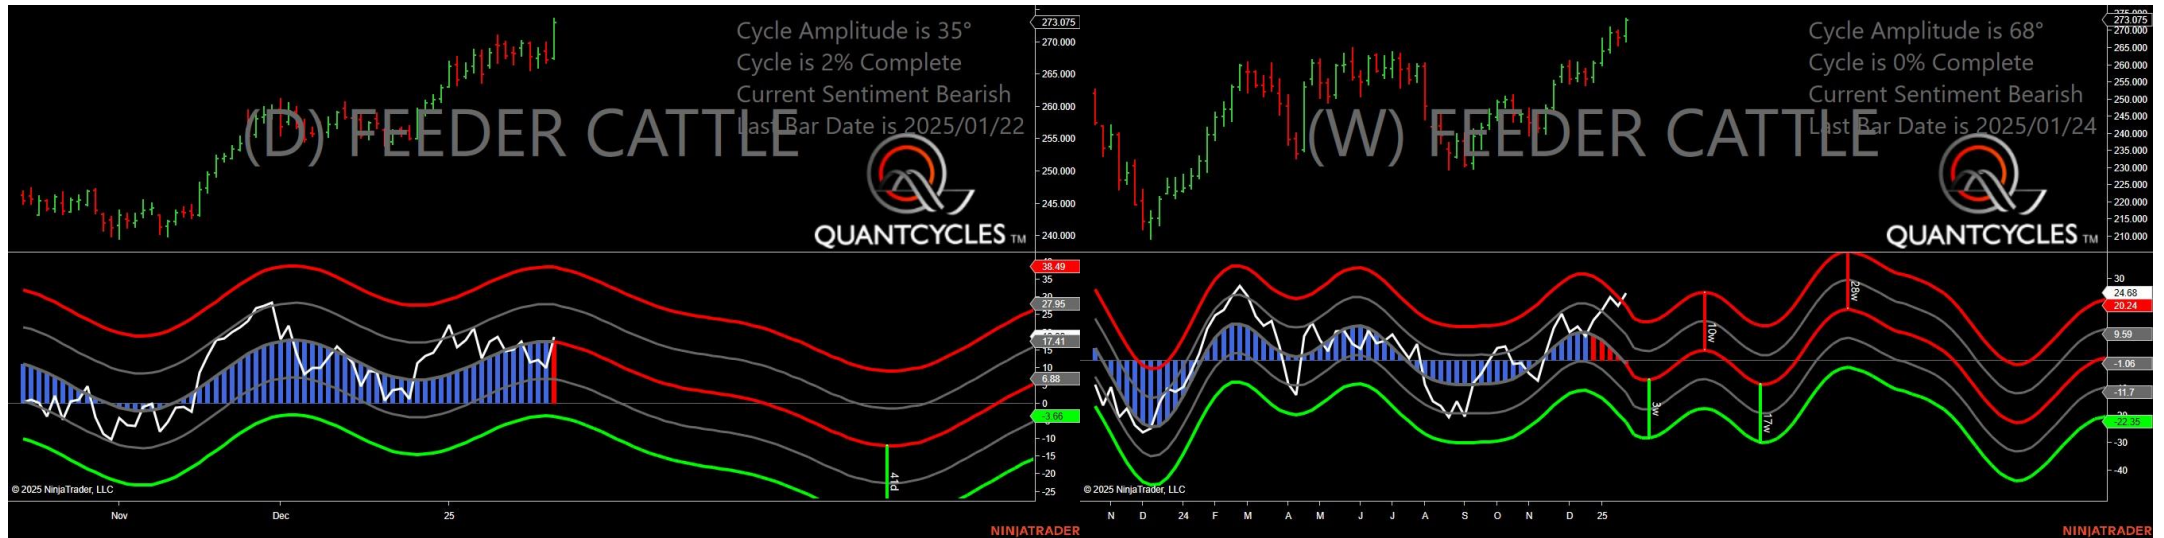 Cycle Amplitude is 35°
Cycle is 2% Complete
Current Sentiment Bearish
Last Bar Date is 2025/01/22
(D) FEEDER CATTLE
QUANTCYCLES TM
273.075
270.000
265.000
260.000
255.000
250.000
245.000
240.000
38.49
35
27.95
25
17.41
15
10
6.88
0
-3.66
-10
-15
-20
-25
41d
© 2025 NinjaTrader, LLC
Nov
Dec
25
NINJATRADER
Cycle Amplitude is 68°
Cycle is 0% Complete
Current Sentiment Bearish
Last Bar Date is 2025/01/24
(W) FEEDER CATTLE
QUANTCYCLES TM
273.075
270.000
265.000
260.000
255.000
250.000
245.000
240.000
235.000
230.000
225.000
220.000
215.000
210.000
30
24.68
20.24
9.59
-1.06
-11.7
-22.35
-30
-40
3w
10w
17w
28w
© 2025 NinjaTrader, LLC
N D 24 F M A M J J A S O N D 25
NINJATRADER